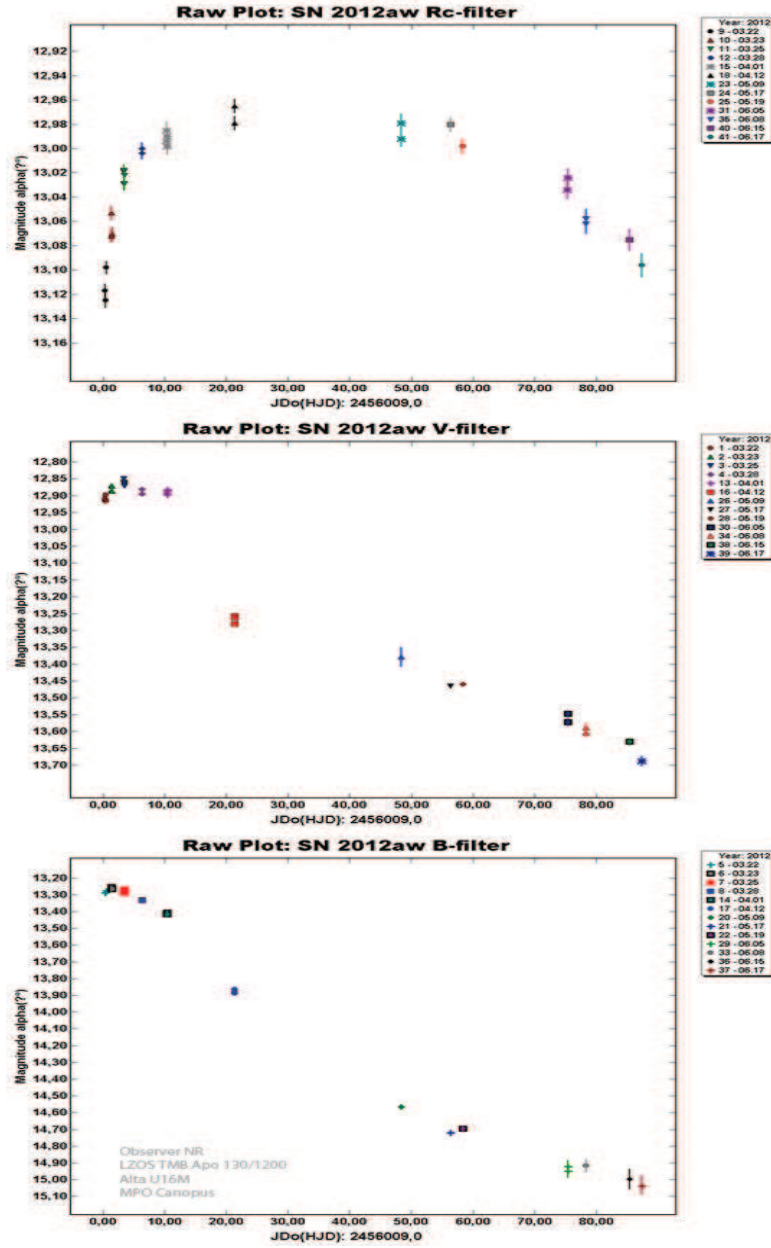 Raw Plot: SN 2012aw Rc-filter
Magnitude alpha(?°)
12,92
12,94
12,96
12,98
13,00
13,02
13,04
13,06
13,08
13,10
13,12
13,14
13,16
0,00 10,00 20,00 30,00 40,00 50,00 60,00 70,00 80,00
JDo(HJD): 2456009,0
Year: 2012
9 - 03.22
10 - 03.23
11 - 03.25
12 - 03.28
15 - 04.01
18 - 04.12
23 - 05.09
24 - 05.17
25 - 05.19
31 - 06.05
35 - 06.08
40 - 06.15
41 - 06.17
Raw Plot: SN 2012aw V-filter
Magnitude alpha(?°)
12,80
12,85
12,90
12,95
13,00
13,05
13,10
13,15
13,20
13,25
13,30
13,35
13,40
13,45
13,50
13,55
13,60
13,65
13,70
0,00 10,00 20,00 30,00 40,00 50,00 60,00 70,00 80,00
JDo(HJD): 2456009,0
Year: 2012
1 - 03.22
2 - 03.23
3 - 03.25
4 - 03.28
13 - 04.01
16 - 04.12
26 - 05.09
27 - 05.17
28 - 05.19
30 - 06.05
34 - 06.08
38 - 06.15
39 - 06.17
Raw Plot: SN 2012aw B-filter
Magnitude alpha(?°)
13,20
13,30
13,40
13,50
13,60
13,70
13,80
13,90
14,00
14,10
14,20
14,30
14,40
14,50
14,60
14,70
14,80
14,90
15,00
15,10
0,00 10,00 20,00 30,00 40,00 50,00 60,00 70,00 80,00
JDo(HJD): 2456009,0
Year: 2012
5 - 03.22
6 - 03.23
7 - 03.25
8 - 03.28
14 - 04.01
17 - 04.12
20 - 05.09
21 - 05.17
22 - 05.19
29 - 06.05
33 - 06.08
36 - 06.15
37 - 06.17
Observer NR
LZOS TMB Apo 130/1200
Alta U16M
MPO Canopus